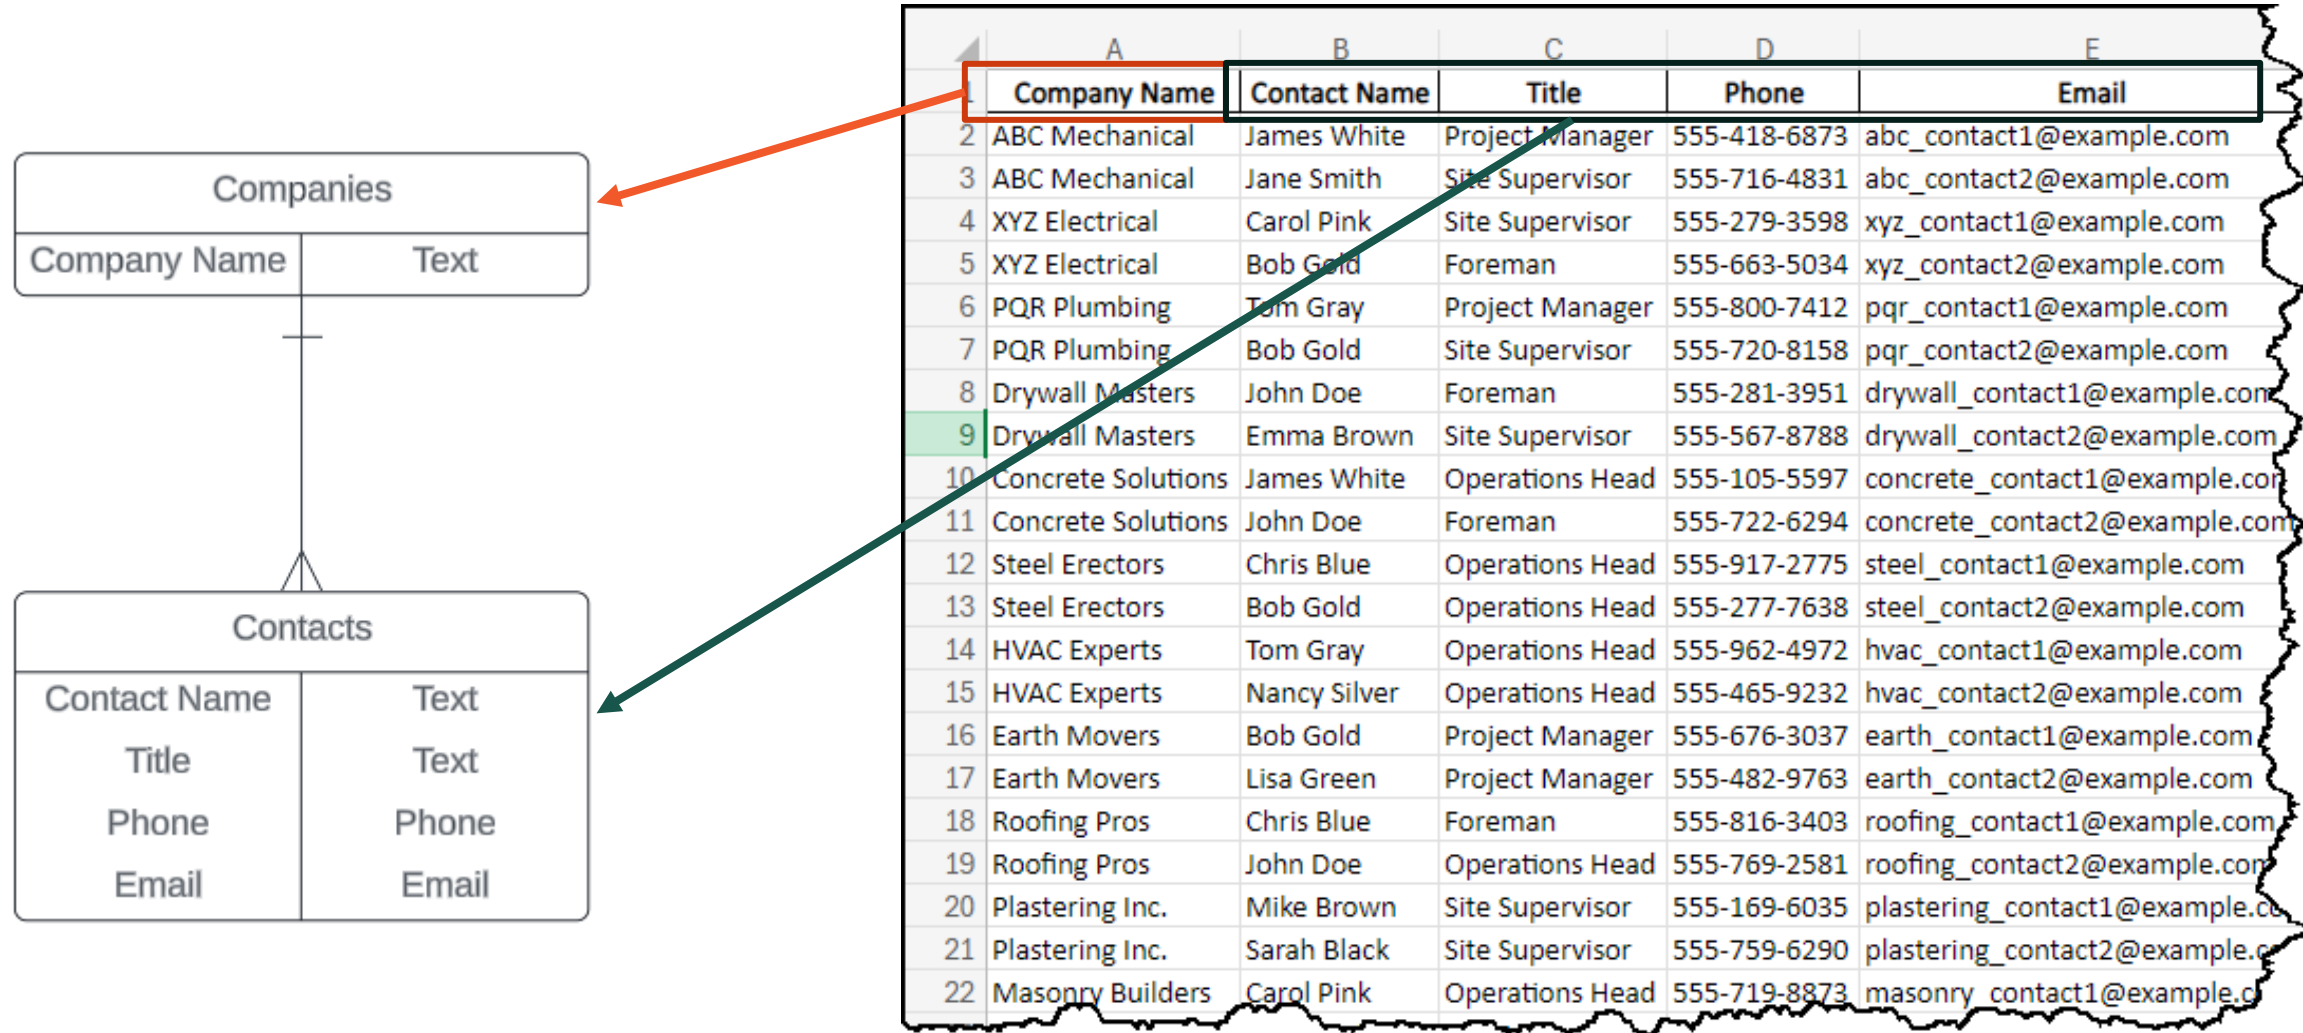 Companies
Company Name Text
Contacts
Contact Name Text
Title Text
Phone Phone
Email Email
A B C D E
1 Company Name Contact Name Title Phone Email
2 ABC Mechanical James White Project Manager 555-418-6873 abc_contact1@example.com
3 ABC Mechanical Jane Smith Site Supervisor 555-716-4831 abc_contact2@example.com
4 XYZ Electrical Carol Pink Site Supervisor 555-279-3598 xyz_contact1@example.com
5 XYZ Electrical Bob Gold Foreman 555-663-5034 xyz_contact2@example.com
6 PQR Plumbing Tom Gray Project Manager 555-800-7412 pqr_contact1@example.com
7 PQR Plumbing Bob Gold Site Supervisor 555-720-8158 pqr_contact2@example.com
8 Drywall Masters John Doe Foreman 555-281-3951 drywall_contact1@example.com
9 Drywall Masters Emma Brown Site Supervisor 555-567-8788 drywall_contact2@example.com
10 Concrete Solutions James White Operations Head 555-105-5597 concrete_contact1@example.com
11 Concrete Solutions John Doe Foreman 555-722-6294 concrete_contact2@example.com
12 Steel Erectors Chris Blue Operations Head 555-917-2775 steel_contact1@example.com
13 Steel Erectors Bob Gold Operations Head 555-277-7638 steel_contact2@example.com
14 HVAC Experts Tom Gray Operations Head 555-962-4972 hvac_contact1@example.com
15 HVAC Experts Nancy Silver Operations Head 555-465-9232 hvac_contact2@example.com
16 Earth Movers Bob Gold Project Manager 555-676-3037 earth_contact1@example.com
17 Earth Movers Lisa Green Project Manager 555-482-9763 earth_contact2@example.com
18 Roofing Pros Chris Blue Foreman 555-816-3403 roofing_contact1@example.com
19 Roofing Pros John Doe Operations Head 555-769-2581 roofing_contact2@example.com
20 Plastering Inc. Mike Brown Site Supervisor 555-169-6035 plastering_contact1@example.co
21 Plastering Inc. Sarah Black Site Supervisor 555-759-6290 plastering_contact2@example.c
22 Masonry Builders Carol Pink Operations Head 555-719-8873 masonry_contact1@example.c